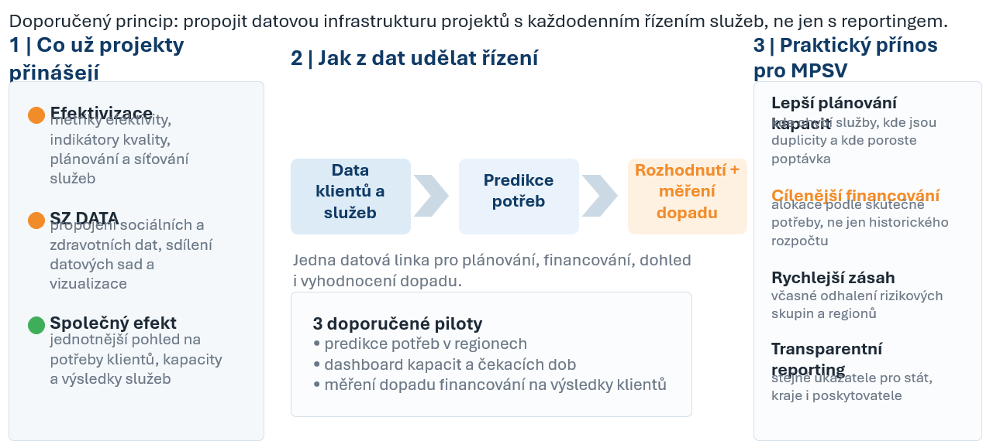 Doporučený princip: propojit datovou infrastrukturu projektů s každodenním řízením služeb, ne jen s reportingem.
1 | Co už projekty
přinášejí
Efektivizace
metriky efektivity,
indikátory kvality,
plánování a síťování
služeb
SZ DATA
propojení sociálních a
zdravotních dat, sdílení
datových sad a
vizualizace
Společný efekt
jednotnější pohled na
potřeby klientů, kapacity
a výsledky služeb
2 | Jak z dat udělat řízení
Data
klientů a
služeb
Predikce
potřeb
Rozhodnutí +
měření
dopadu
Jedna datová linka pro plánování, financování, dohled
i vyhodnocení dopadu.
3 doporučené piloty
• predikce potřeb v regionech
• dashboard kapacit a čekacích dob
• měření dopadu financování na výsledky klientů
3 | Praktický přínos
pro MPSV
Lepší plánování
kapacit
kde chybí služby, kde jsou
duplicity a kde poroste
poptávka
Cílenější financování
alokace podle skutečné
potřeby, ne jen historického
rozpočtu
Rychlejší zásah
včasné odhalení rizikových
skupin a regionů
Transparentní
reporting
stejné ukazatele pro stát,
kraje i poskytovatele